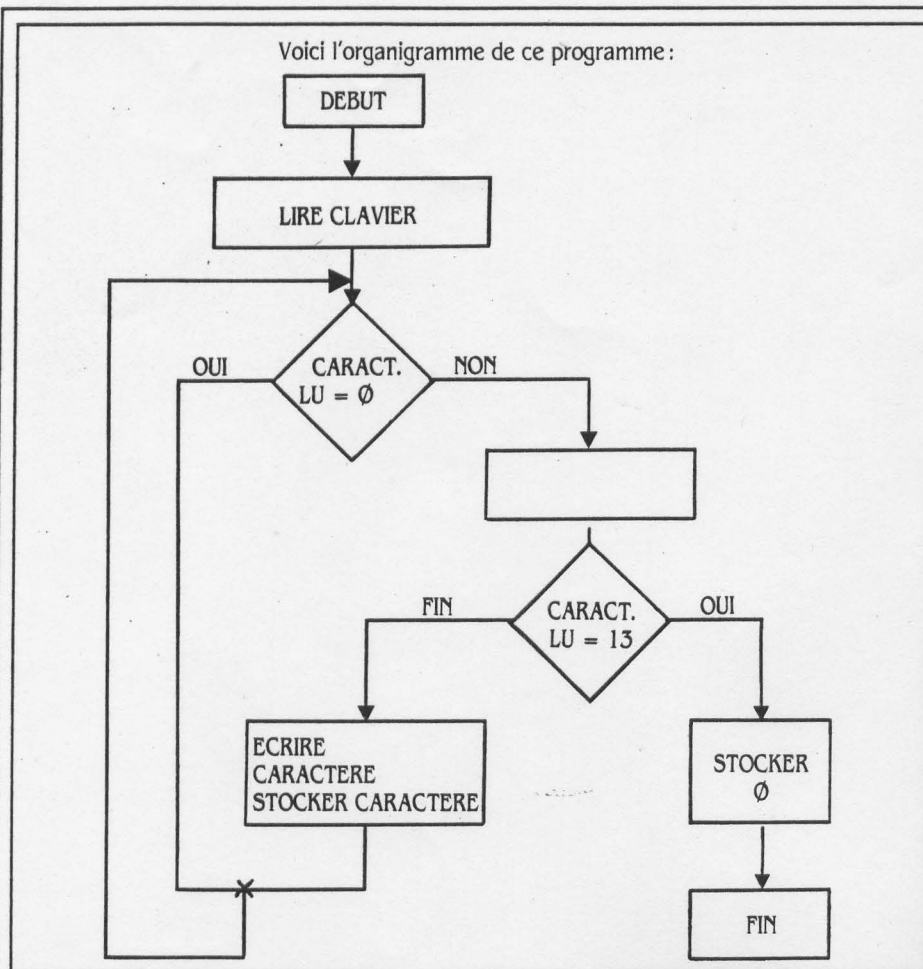 Voici l'organigramme de ce programme :
DEBUT
LIRE CLAVIER
OUI
CARACT.
LU = Ø
NON
FIN
CARACT.
LU = 13
OUI
ECRIRE
CARACTERE
STOCKER CARACTERE
STOCKER
Ø
FIN